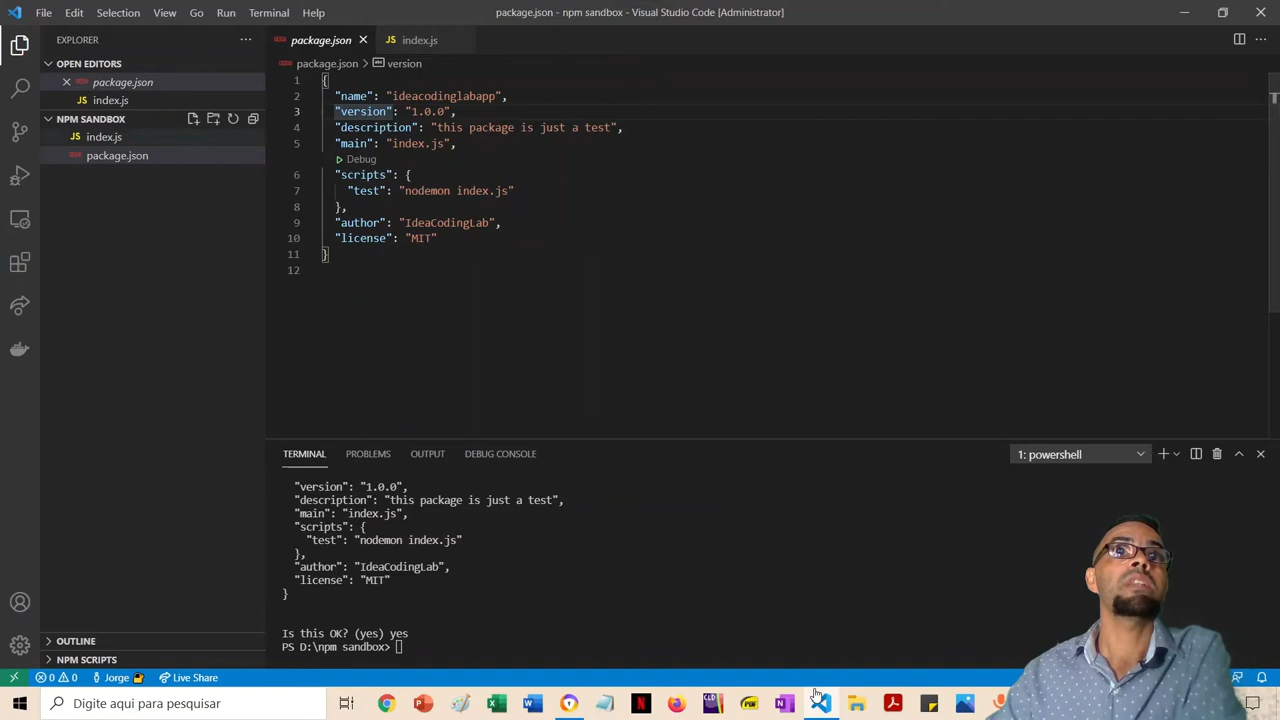 File Edit Selection View Go Run Terminal Help
package.json - npm sandbox - Visual Studio Code [Administrator]
EXPLORER
OPEN EDITORS
package.json
JS index.js
NPM SANDBOX
JS index.js
package.json
OUTLINE
NPM SCRIPTS
package.json
JS index.js
package.json > version
1 {
2 "name": "ideacodinglabapp",
3 "version": "1.0.0",
4 "description": "this package is just a test",
5 "main": "index.js",
Debug
6 "scripts": {
7 "test": "nodemon index.js"
8 },
9 "author": "IdeaCodingLab",
10 "license": "MIT"
11 }
12
TERMINAL PROBLEMS OUTPUT DEBUG CONSOLE
1: powershell
"version": "1.0.0",
"description": "this package is just a test",
"main": "index.js",
"scripts": {
"test": "nodemon index.js"
},
"author": "IdeaCodingLab",
"license": "MIT"
}
Is this OK? (yes) yes
PS D:\npm sandbox>
0 0 Jorge Live Share
Digite aqui para pesquisar